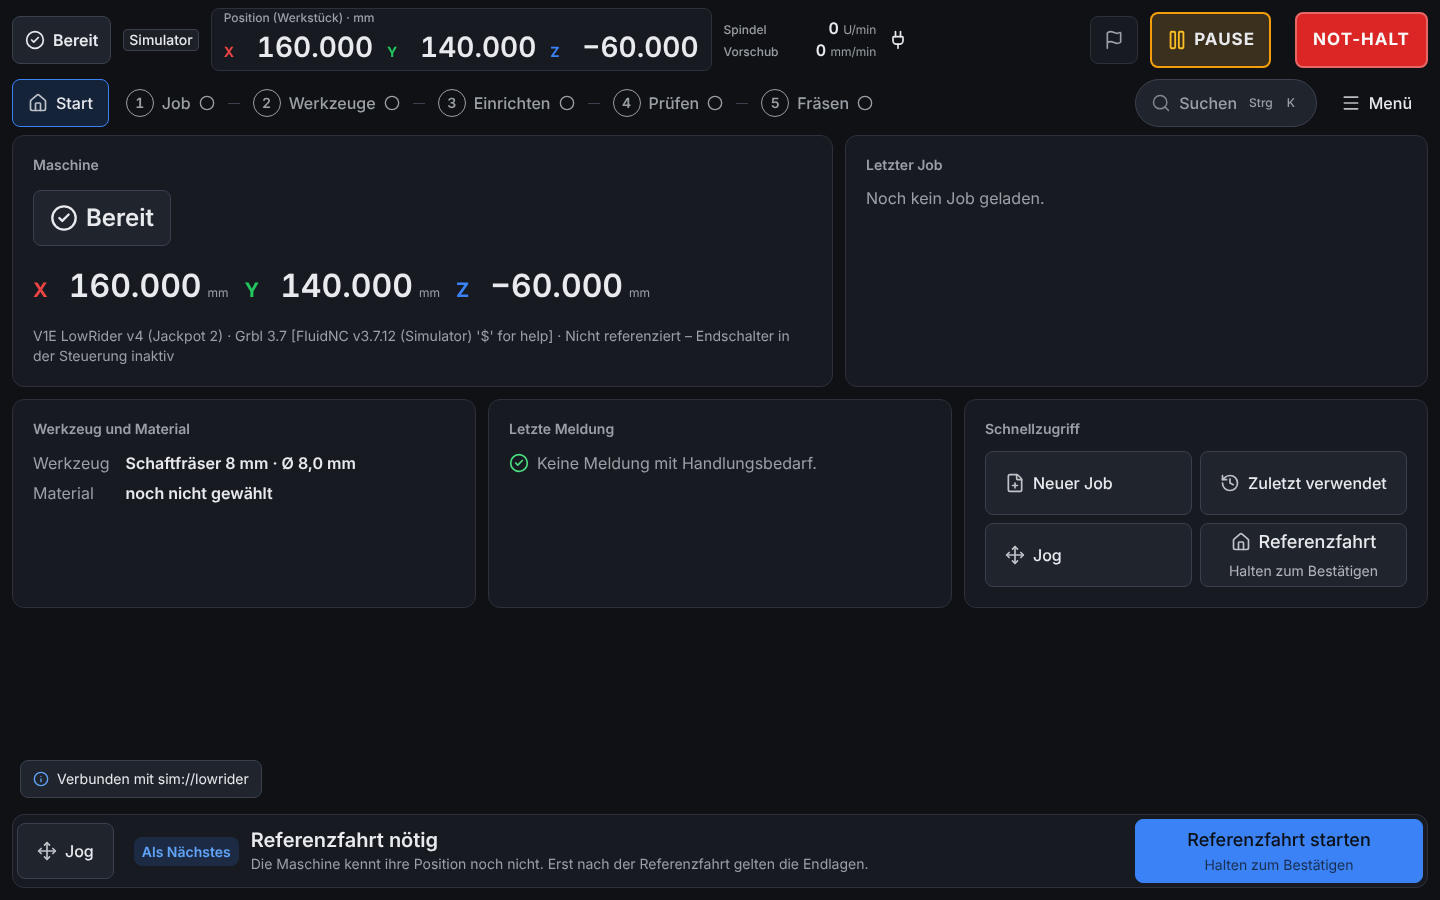 Bereit
Simulator
Position (Werkstück) · mm
X 160.000 Y 140.000 Z −60.000
Spindel 0 U/min
Vorschub 0 mm/min
PAUSE
NOT-HALT
Start
1 Job
2 Werkzeuge
3 Einrichten
4 Prüfen
5 Fräsen
Suchen Strg K
Menü
Maschine
Bereit
X 160.000 mm Y 140.000 mm Z −60.000 mm
V1E LowRider v4 (Jackpot 2) · Grbl 3.7 [FluidNC v3.7.12 (Simulator) '$' for help] · Nicht referenziert – Endschalter in
der Steuerung inaktiv
Letzter Job
Noch kein Job geladen.
Werkzeug und Material
Werkzeug Schaftfräser 8 mm · Ø 8,0 mm
Material noch nicht gewählt
Letzte Meldung
Keine Meldung mit Handlungsbedarf.
Schnellzugriff
Neuer Job
Zuletzt verwendet
Jog
Referenzfahrt
Halten zum Bestätigen
Verbunden mit sim://lowrider
Jog
Als Nächstes
Referenzfahrt nötig
Die Maschine kennt ihre Position noch nicht. Erst nach der Referenzfahrt gelten die Endlagen.
Referenzfahrt starten
Halten zum Bestätigen